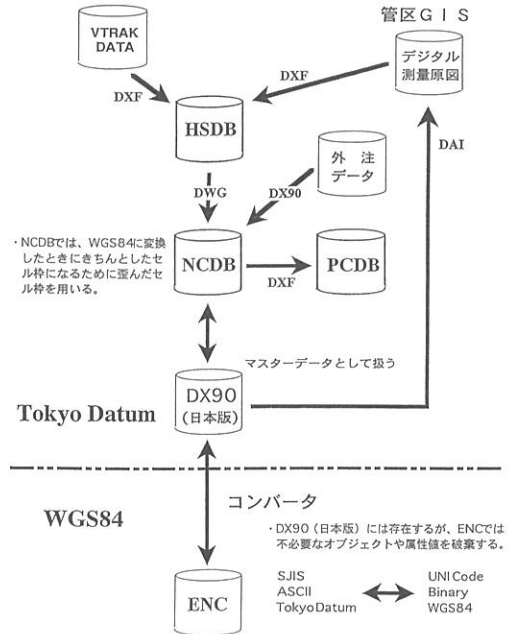 管区GIS
VTRAK
DATA
デジタル
測量原図
DXF
DXF
HSDB
DAI
外 注
データ
DWG
DX90
・NCDBでは、WGS84に変換
したときにきちんとしたセ
ル枠になるために歪んだセ
ル枠を用いる。
NCDB
PCDB
DXF
マスターデータとして扱う
DX90
(日本版)
Tokyo Datum
WGS84
コンバータ
・DX90(日本版)には存在するが、ENCでは
不必要なオブジェクトや属性値を破棄する。
ENC
SJIS UNI Code
ASCII Binary
TokyoDatum WGS84